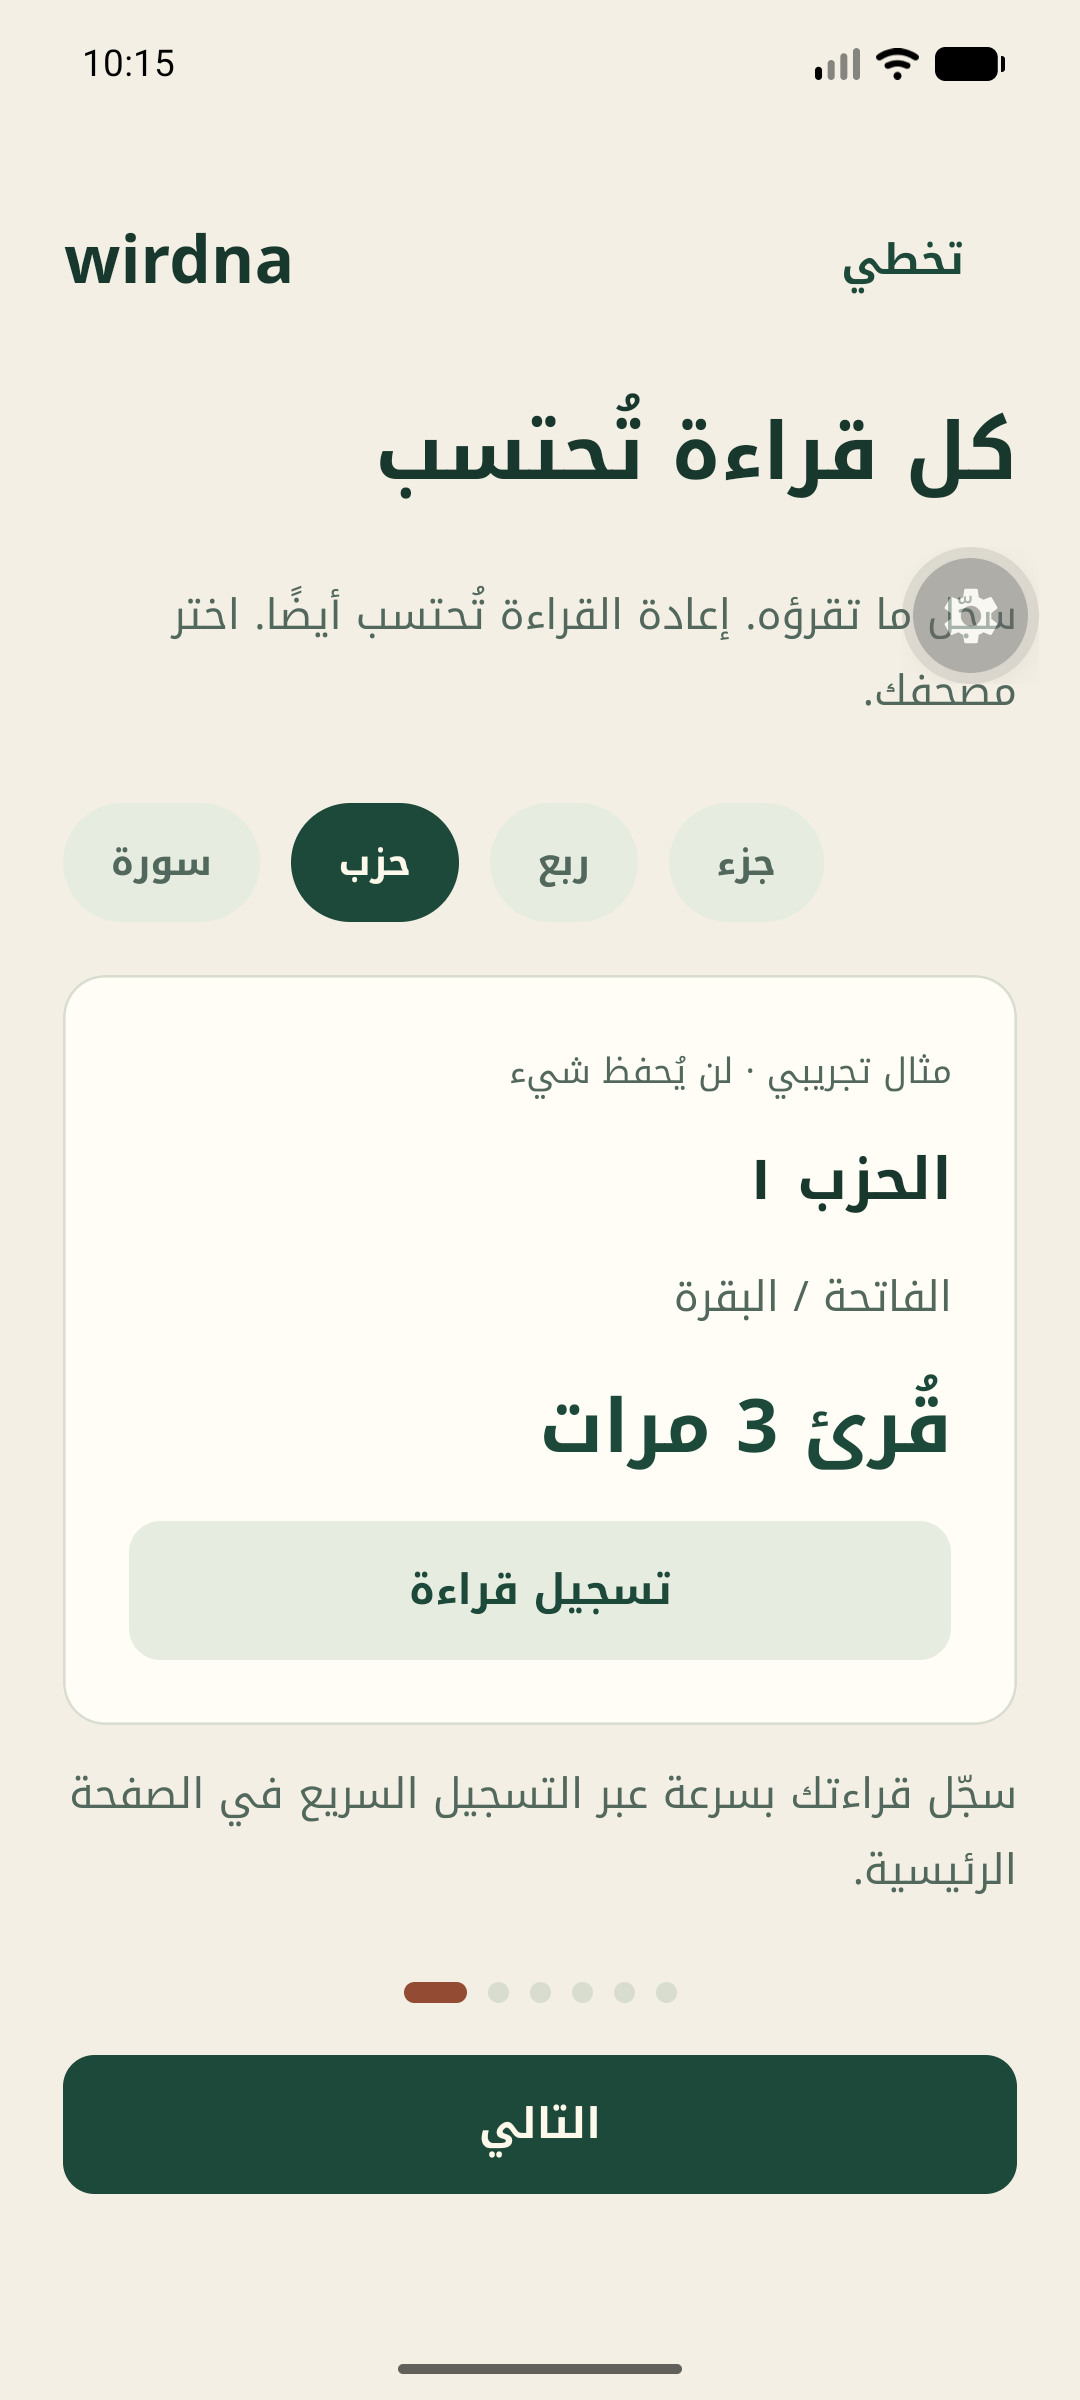 10:15
wirdna
تخطي
كل قراءة تُحتسب
سجّل ما تقرؤه. إعادة القراءة تُحتسب أيضًا. اختر
مصحفك.
سورة
حزب
ربع
جزء
مثال تجريبي · لن يُحفظ شيء
الحزب ١
الفاتحة / البقرة
قُرئ 3 مرات
تسجيل قراءة
سجّل قراءتك بسرعة عبر التسجيل السريع في الصفحة
الرئيسية.
التالي